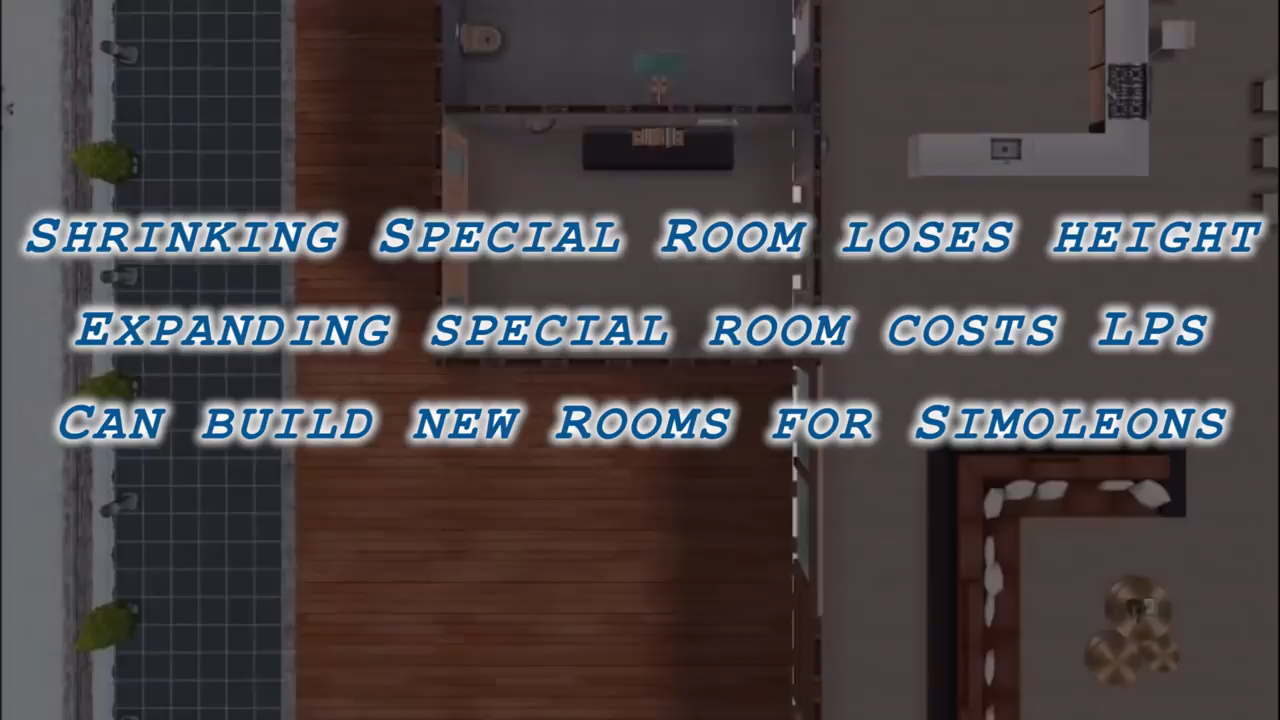 Shrinking Special Room loses height
Expanding special room costs LPs
Can build new Rooms for Simoleons